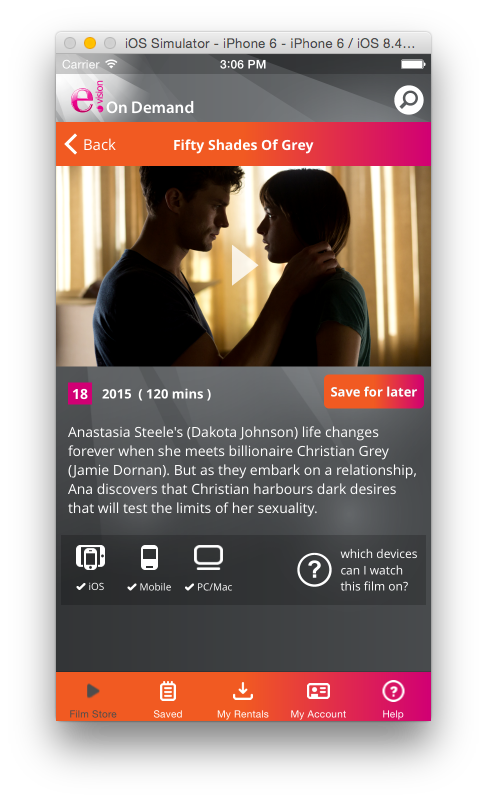 iOS Simulator - iPhone 6 - iPhone 6 / iOS 8.4...
Carrier 3:06 PM
e vision On Demand
Back Fifty Shades Of Grey
18 2015 ( 120 mins ) Save for later
Anastasia Steele's (Dakota Johnson) life changes
forever when she meets billionaire Christian Grey
(Jamie Dornan). But as they embark on a relationship,
Ana discovers that Christian harbours dark desires
that will test the limits of her sexuality.
iOS Mobile PC/Mac
? which devices
can I watch
this film on?
Film Store Saved My Rentals My Account ? Help